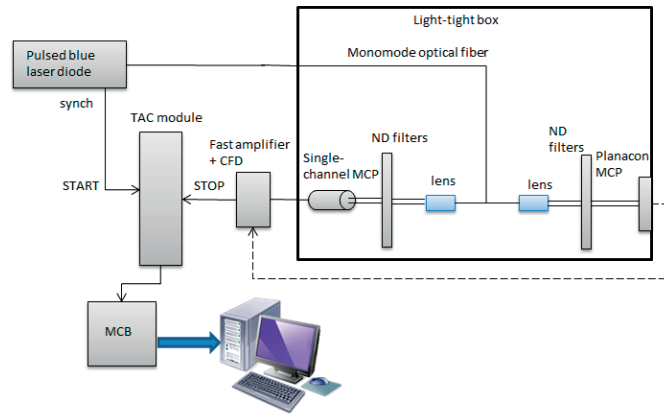 Light-tight box
Pulsed blue
laser diode
Monomode optical fiber
synch
TAC module
Fast amplifier
+ CFD
ND filters
ND
filters
Single-
channel MCP
Planacon
MCP
lens
lens
START
STOP
MCB